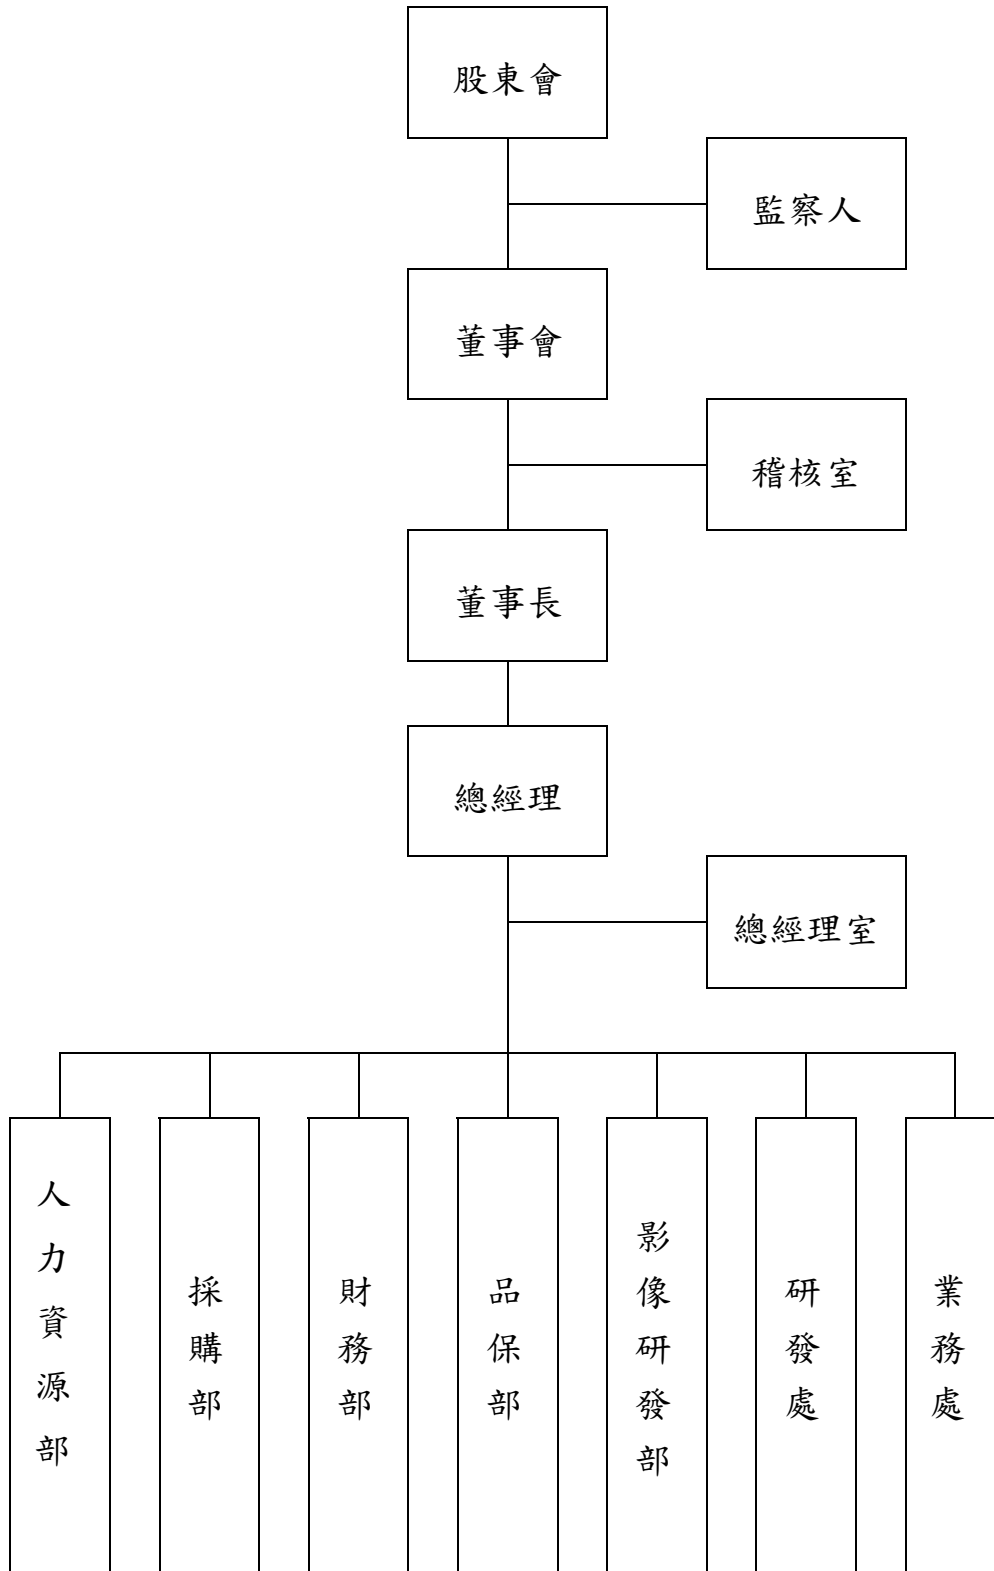 股東會
監察人
董事會
稽核室
董事長
總經理
總經理室
人力資源部
採購部
財務部
品保部
影像研發部
研發處
業務處